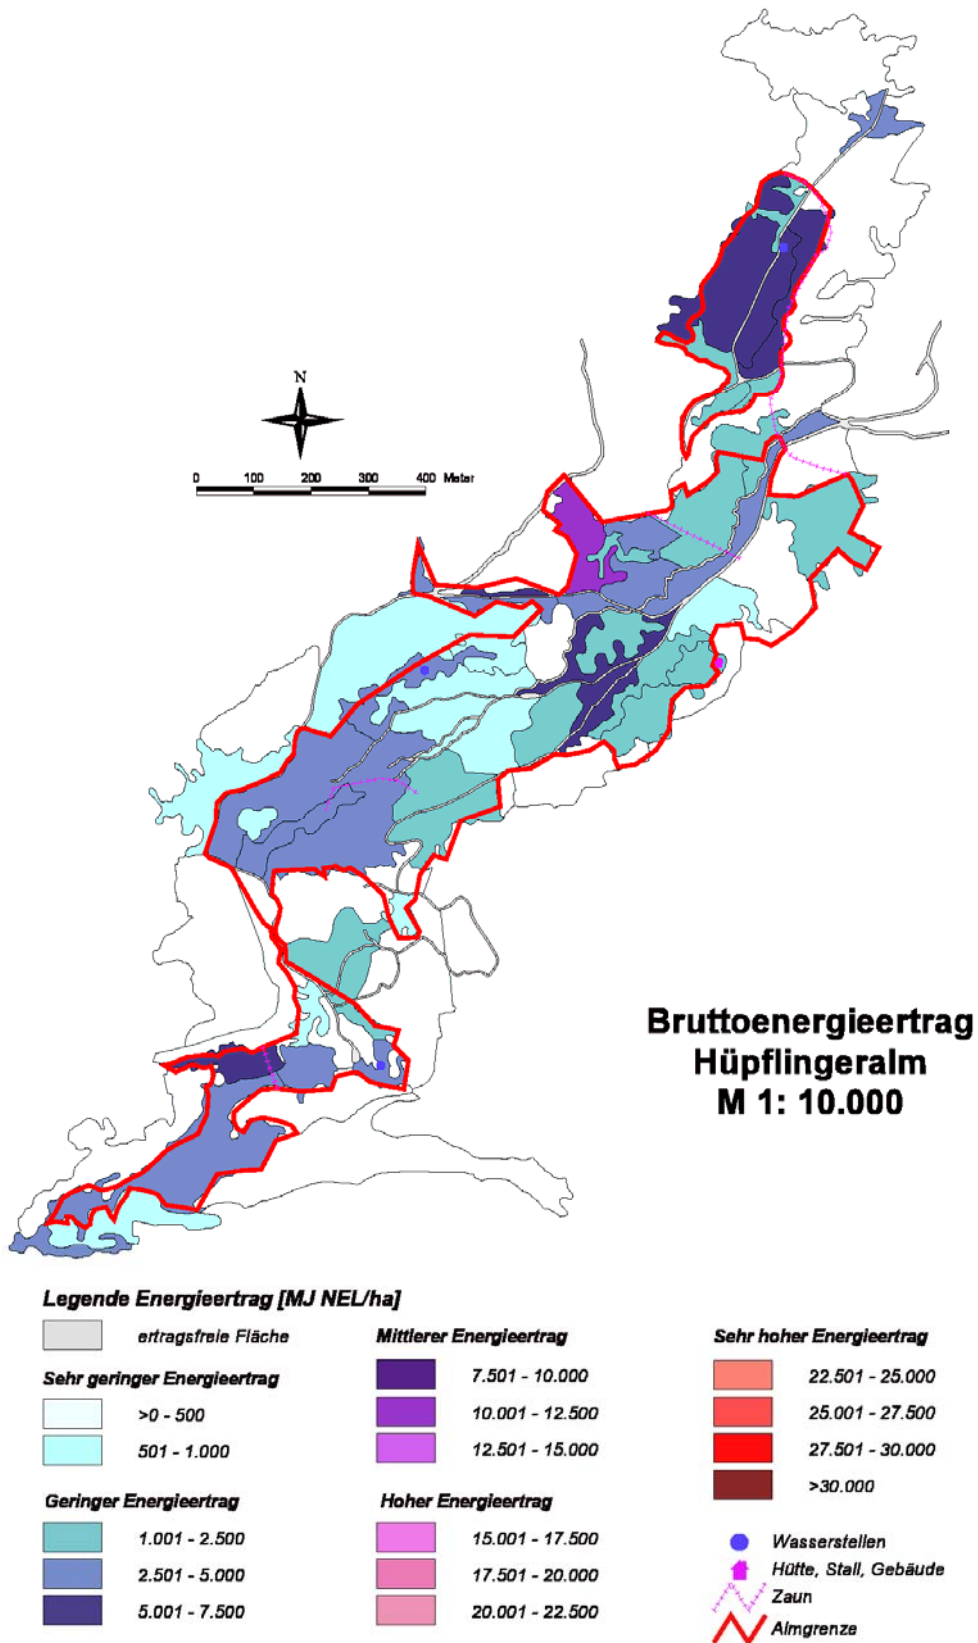 N
0 100 200 300 400 Meter
Bruttoenergieertrag
Hüpflingeralm
M 1: 10.000
Legende Energieertrag [MJ NEL/ha]
ertragsfreie Fläche
Sehr geringer Energieertrag
>0 - 500
501 - 1.000
Geringer Energieertrag
1.001 - 2.500
2.501 - 5.000
5.001 - 7.500
Mittlerer Energieertrag
7.501 - 10.000
10.001 - 12.500
12.501 - 15.000
Hoher Energieertrag
15.001 - 17.500
17.501 - 20.000
20.001 - 22.500
Sehr hoher Energieertrag
22.501 - 25.000
25.001 - 27.500
27.501 - 30.000
>30.000
Wasserstellen
Hütte, Stall, Gebäude
Zaun
Almgrenze